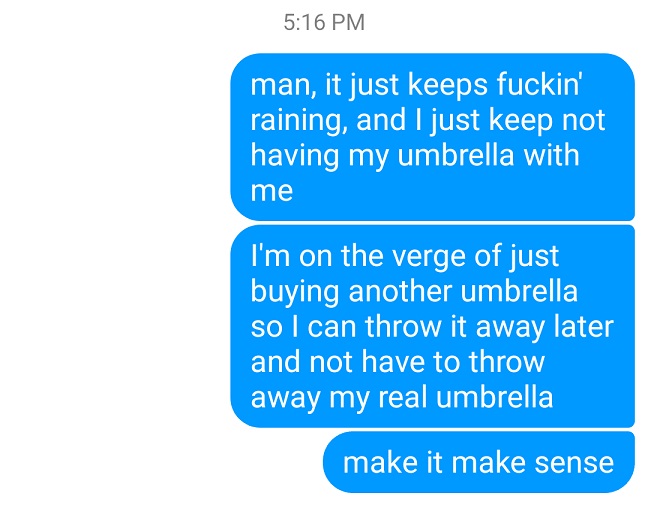 5:16 PM
man, it just keeps fuckin'
raining, and I just keep not
having my umbrella with
me
I'm on the verge of just
buying another umbrella
so I can throw it away later
and not have to throw
away my real umbrella
make it make sense